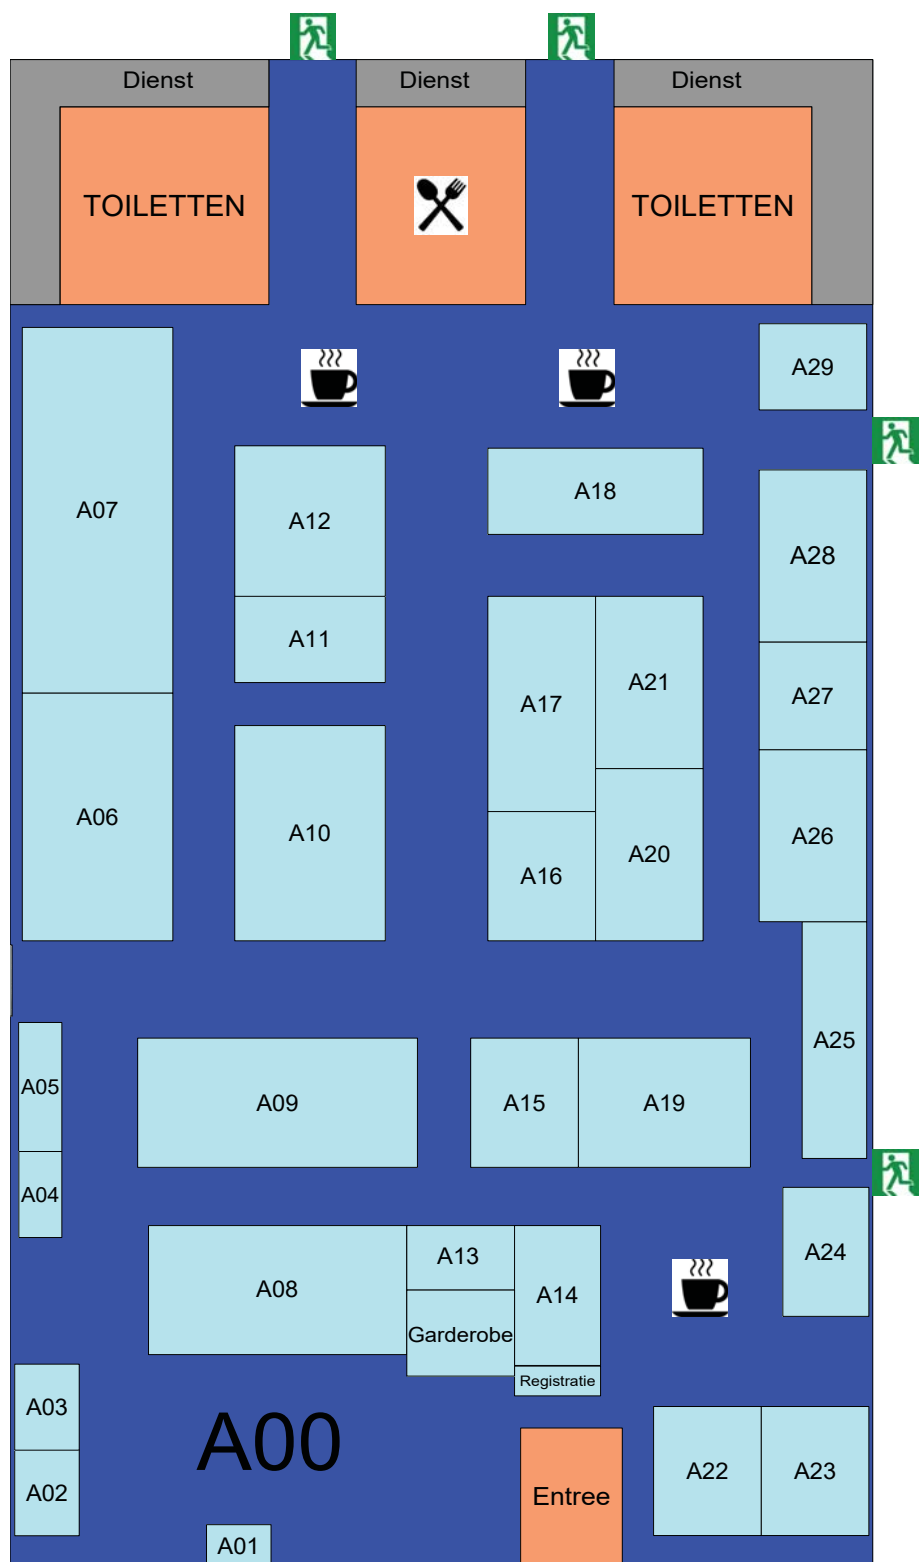 Dienst
Dienst
Dienst
TOILETTEN
TOILETTEN
A29
A07
A12
A18
A28
A11
A17
A21
A27
A06
A10
A16
A20
A26
A25
A05
A09
A15
A19
A04
A08
A13
A14
A24
Garderobe
Registratie
A03
A00
A22
A23
A02
Entree
A01